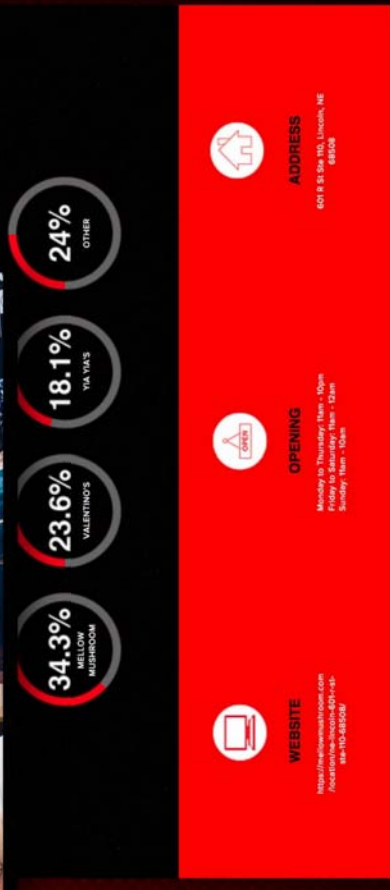 34.3%
MELLOW
MUSHROOM
23.6%
VALENTINO'S
18.1%
YIA YIA'S
24%
OTHER
WEBSITE
https://mellowmushroom.com
/location/ne-lincoln-601-r-st-
ste-110-68508/
OPEN
OPENING
Monday to Thursday: 11am - 10pm
Friday to Saturday: 11am - 12am
Sunday: 11am - 10am
ADDRESS
601 R St Ste 110, Lincoln, NE
68508